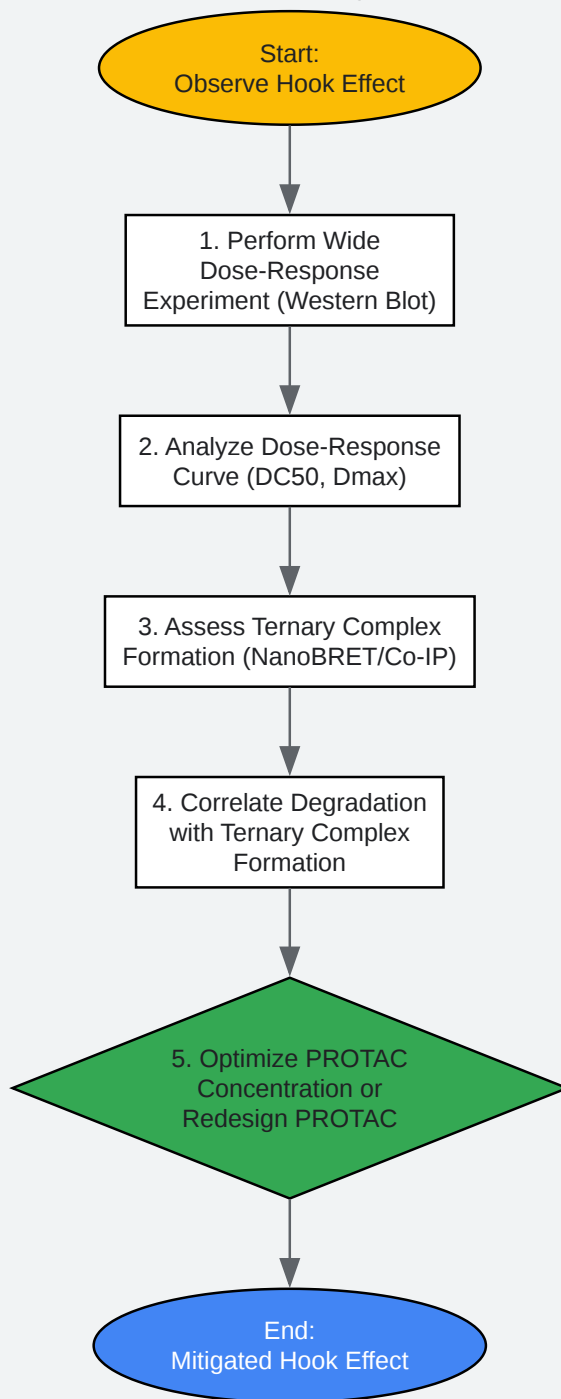 Start:
Observe Hook Effect
1. Perform Wide
Dose-Response
Experiment (Western Blot)
2. Analyze Dose-Response
Curve (DC50, Dmax)
3. Assess Ternary Complex
Formation (NanoBRET/Co-IP)
4. Correlate Degradation
with Ternary Complex
Formation
5. Optimize PROTAC
Concentration or
Redesign PROTAC
End:
Mitigated Hook Effect